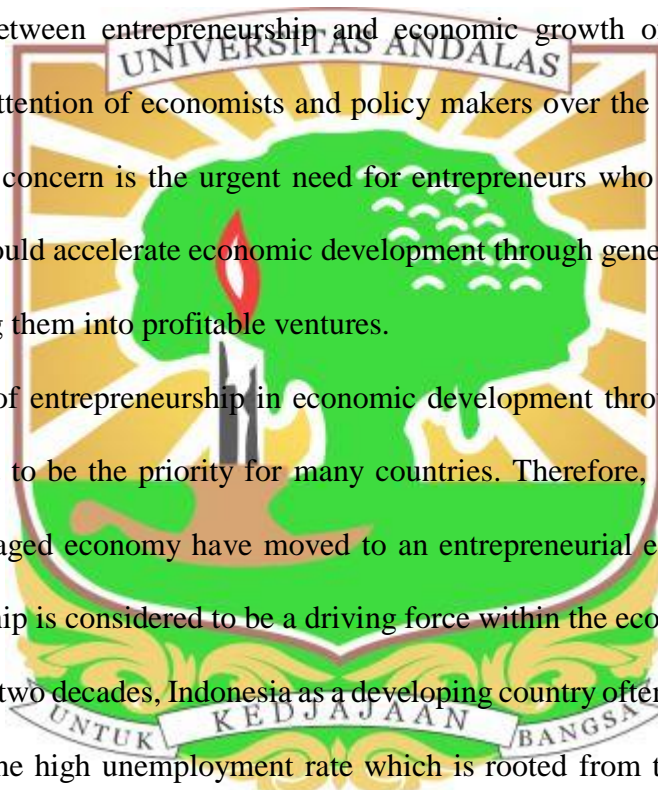 etween entrepreneurship and economic growth o
UNIVERSITAS ANDALAS
ttention of economists and policy makers over the
concern is the urgent need for entrepreneurs who
ould accelerate economic development through gene
g them into profitable ventures.
of entrepreneurship in economic development thro
to be the priority for many countries. Therefore,
aged economy have moved to an entrepreneurial e
ip is considered to be a driving force within the eco
two decades, Indonesia as a developing country often
UNTUK KEDJAJAAN BANGSA
he high unemployment rate which is rooted from t